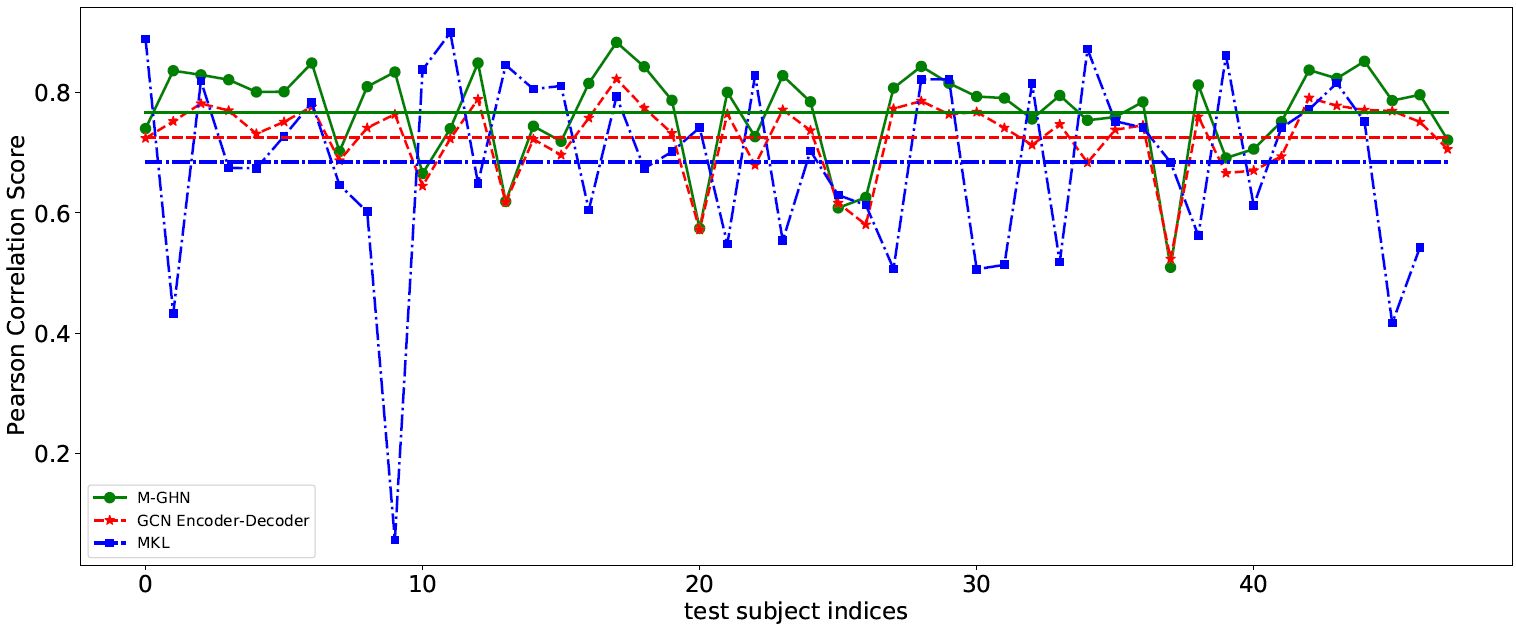 Pearson Correlation Score
0.8
0.6
0.4
0.2
M-GHN
GCN Encoder-Decoder
MKL
0 10 20 30 40
test subject indices